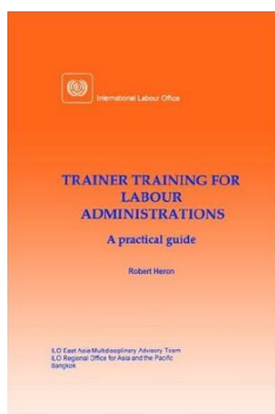 International Labour Office
TRAINER TRAINING FOR
LABOUR
ADMINISTRATIONS
A practical guide
Robert Heron
ILO East Asia Multidisciplinary Advisory Team
ILO Regional Office for Asia and the Pacific
Bangkok